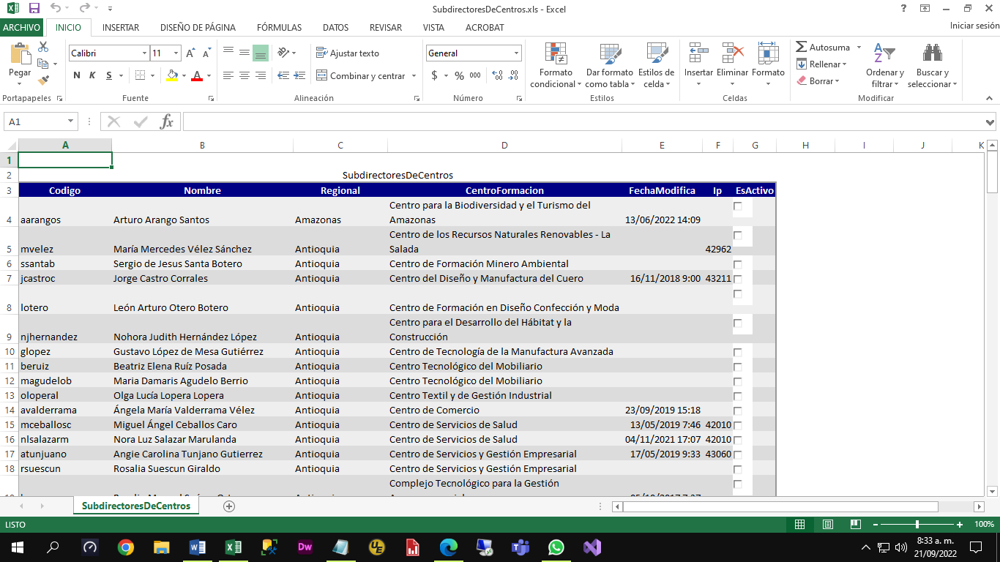 SubdirectoresDeCentros.xls - Excel
ARCHIVO INICIO INSERTAR DISEÑO DE PÁGINA FÓRMULAS DATOS REVISAR VISTA ACROBAT Iniciar sesión
Pegar
Portapapeles
Calibri 11
N K S
Fuente
Ajustar texto
Combinar y centrar
Alineación
General
$ % 000
Número
Formato condicional
Dar formato como tabla
Estilos de celda
Estilos
Insertar Eliminar Formato
Celdas
Autosuma
Rellenar
Borrar
Ordenar y filtrar
Buscar y seleccionar
Modificar
A1 fx
A B C D E F G H I J K
1
2 SubdirectoresDeCentros
3 Codigo Nombre Regional CentroFormacion FechaModifica Ip EsActivo
Centro para la Biodiversidad y el Turismo del
4 aarangos Arturo Arango Santos Amazonas Amazonas 13/06/2022 14:09
Centro de los Recursos Naturales Renovables - La
5 mvelez María Mercedes Vélez Sánchez Antioquia Salada 42962
6 ssantab Sergio de Jesus Santa Botero Antioquia Centro de Formación Minero Ambiental
7 jcastroc Jorge Castro Corrales Antioquia Centro del Diseño y Manufactura del Cuero 16/11/2018 9:00 43211
8 lotero León Arturo Otero Botero Antioquia Centro de Formación en Diseño Confección y Moda
Centro para el Desarrollo del Hábitat y la
9 njhernandez Nohora Judith Hernández López Antioquia Construcción
10 glopez Gustavo López de Mesa Gutiérrez Antioquia Centro de Tecnología de la Manufactura Avanzada
11 beruiz Beatriz Elena Ruíz Posada Antioquia Centro Tecnológico del Mobiliario
12 magudelob Maria Damaris Agudelo Berrio Antioquia Centro Tecnológico del Mobiliario
13 oloperal Olga Lucía Lopera Lopera Antioquia Centro Textil y de Gestión Industrial
14 avalderrama Ángela María Valderrama Vélez Antioquia Centro de Comercio 23/09/2019 15:18
15 mceballosc Miguel Ángel Ceballos Caro Antioquia Centro de Servicios de Salud 13/05/2019 7:46 42010
16 nlsalazarm Nora Luz Salazar Marulanda Antioquia Centro de Servicios de Salud 04/11/2021 17:07 42010
17 atunjuano Angie Carolina Tunjano Gutierrez Antioquia Centro de Servicios y Gestión Empresarial 17/05/2019 9:33 43060
18 rsuescun Rosalia Suescun Giraldo Antioquia Centro de Servicios y Gestión Empresarial
Complejo Tecnológico para la Gestión
SubdirectoresDeCentros
LISTO 100%
Dw UE
8:33 a. m.
21/09/2022